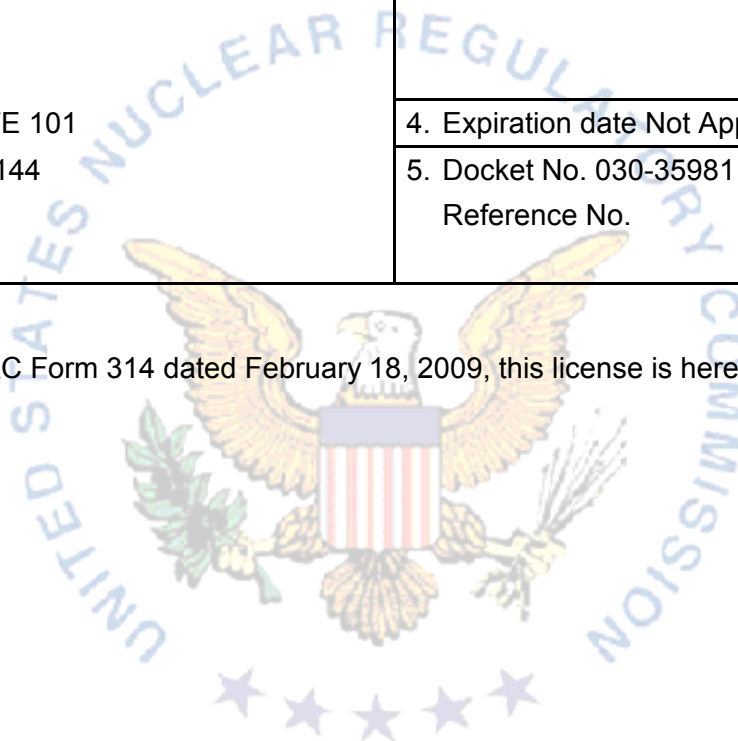 TE 101
144
4. Expiration date Not App
5. Docket No. 030-35981
Reference No.
C Form 314 dated February 18, 2009, this license is here
UNITED STATES NUCLEAR REGULATORY COMMISSION